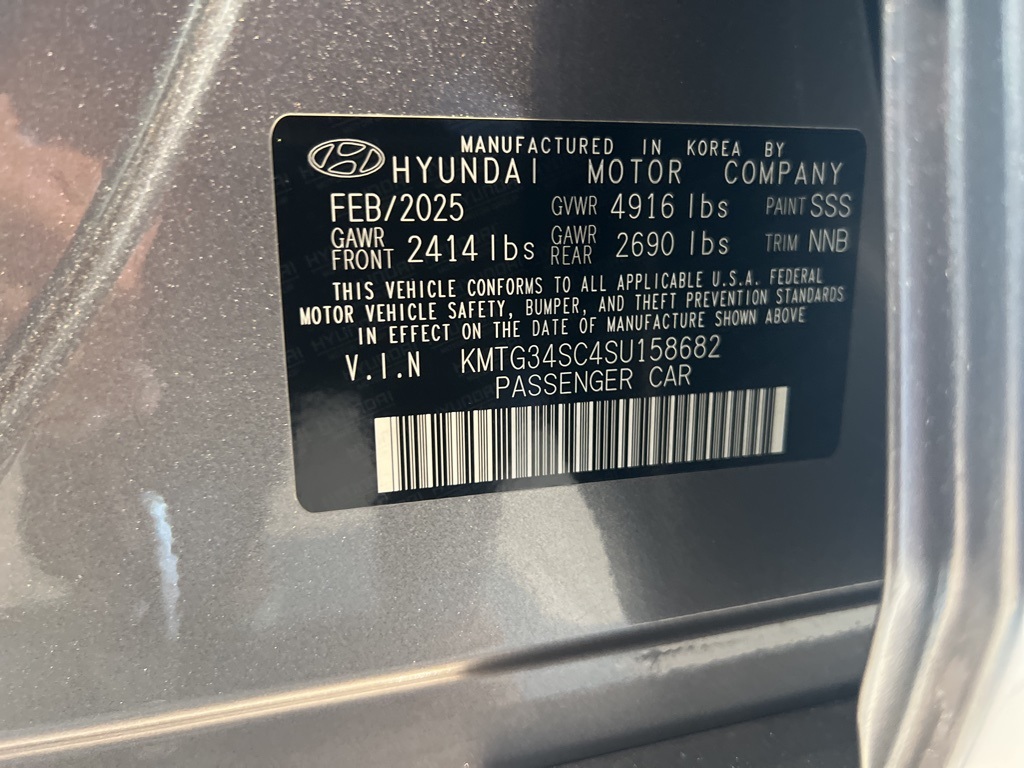 MANUFACTURED IN KOREA BY
HYUNDAI MOTOR COMPANY
FEB/2025 GVWR 4916 lbs PAINT SSS
GAWR FRONT 2414 lbs GAWR REAR 2690 lbs TRIM NNB
THIS VEHICLE CONFORMS TO ALL APPLICABLE U.S.A. FEDERAL
MOTOR VEHICLE SAFETY, BUMPER, AND THEFT PREVENTION STANDARDS
IN EFFECT ON THE DATE OF MANUFACTURE SHOWN ABOVE
V.I.N KMTG34SC4SU158682
PASSENGER CAR